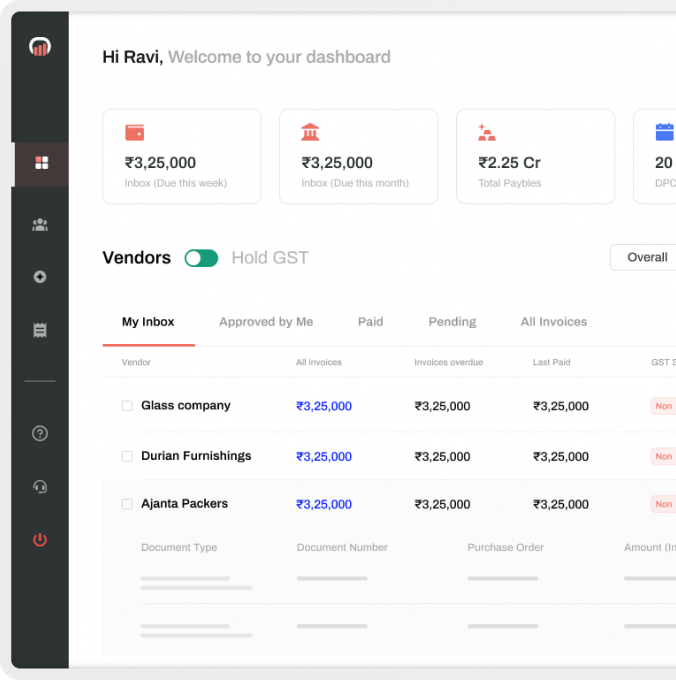 Hi Ravi, Welcome to your dashboard
₹3,25,000
Inbox (Due this week)
₹3,25,000
Inbox (Due this month)
₹2.25 Cr
Total Paybles
20
DPO
Vendors Hold GST
Overall
My Inbox Approved by Me Paid Pending All Invoices
Vendor All invoices Invoices overdue Last Paid GST S
Glass company ₹3,25,000 ₹3,25,000 ₹3,25,000 Non
Durian Furnishings ₹3,25,000 ₹3,25,000 ₹3,25,000 Non
Ajanta Packers ₹3,25,000 ₹3,25,000 ₹3,25,000 Non
Document Type Document Number Purchase Order Amount (In